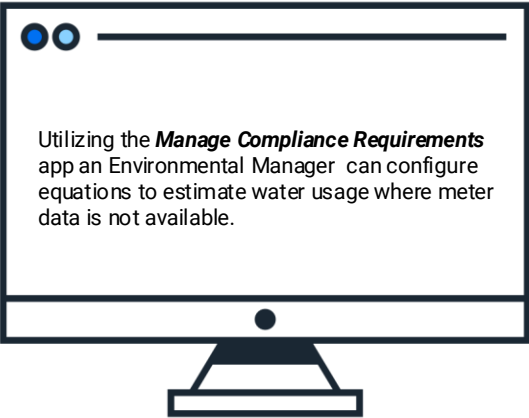 Utilizing the Manage Compliance Requirements
app an Environmental Manager can configure
equations to estimate water usage where meter
data is not available.